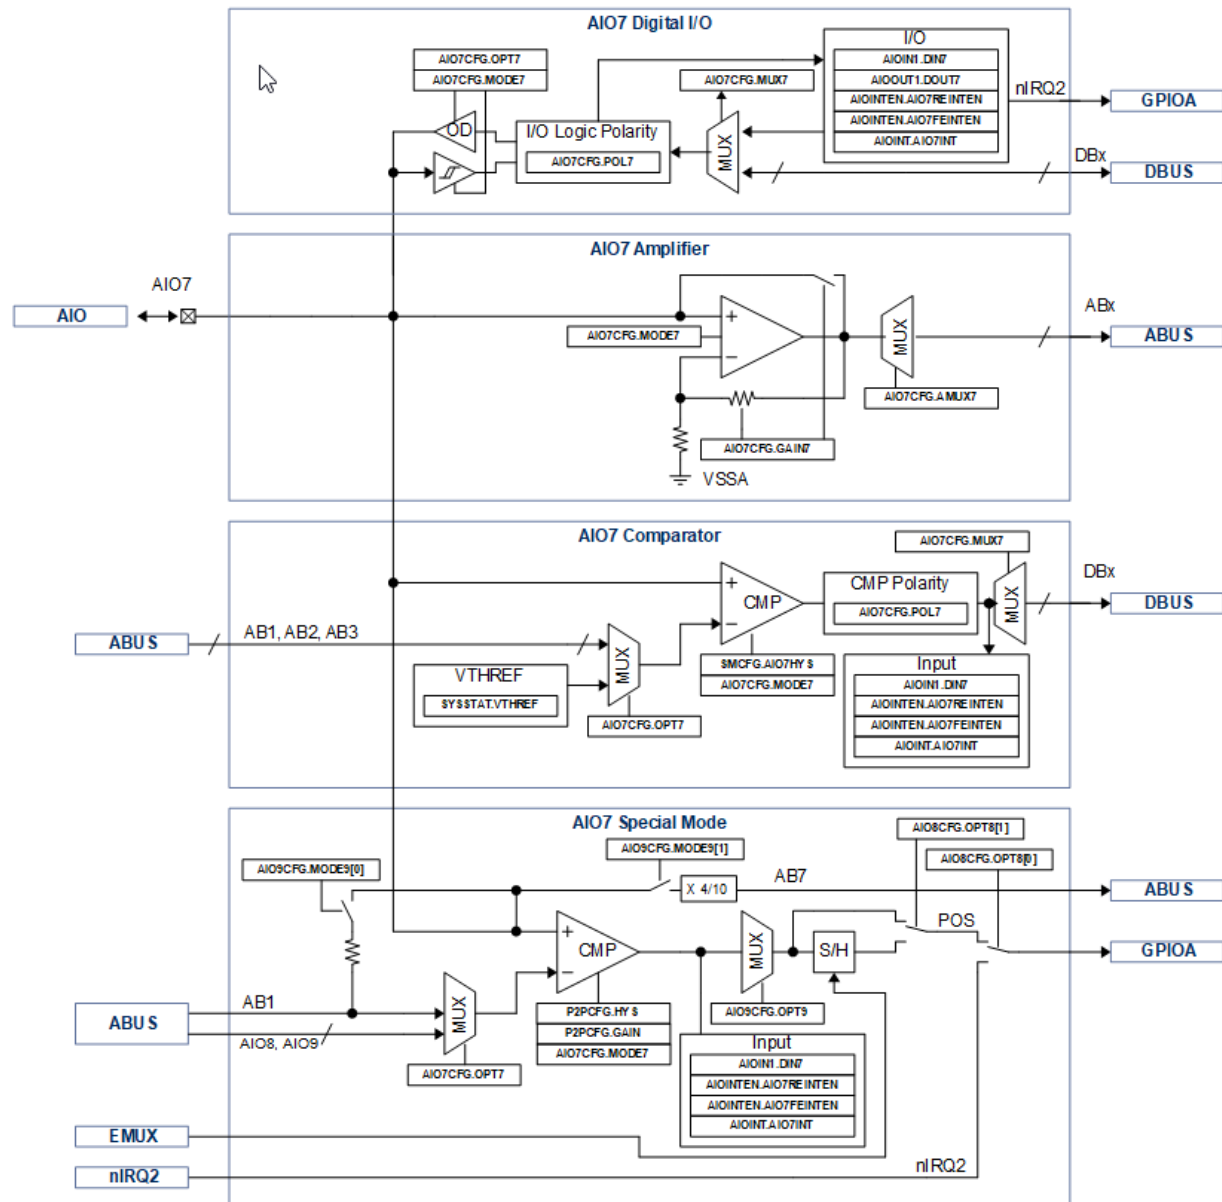 AIO7 Digital I/O
AIO7CFG.OPT7
AIO7CFG.MODE7
OD
I/O Logic Polarity
AIO7CFG.POL7
AIO7CFG.MUX7
MUX
I/O
AIOIN1.DIN7
AIOOUT1.DOUT7
AIOINTEN.AIO7REINTEN
AIOINTEN.AIO7FEINTEN
AIOINT.AIO7INT
nIRQ2
GPIOA
DBx
DBUS
AIO7 Amplifier
AIO7
AIO
AIO7CFG.MODE7
+
−
MUX
AIO7CFG.AMUX7
AIO7CFG.GAIN7
VSSA
ABx
ABUS
AIO7 Comparator
AIO7CFG.MUX7
+
CMP
−
CMP Polarity
AIO7CFG.POL7
MUX
DBx
DBUS
ABUS
AB1, AB2, AB3
MUX
VTHREF
SYSSTAT.VTHREF
AIO7CFG.OPT7
SMCFG.AIO7HYS
AIO7CFG.MODE7
Input
AIOIN1.DIN7
AIOINTEN.AIO7REINTEN
AIOINTEN.AIO7FEINTEN
AIOINT.AIO7INT
AIO7 Special Mode
AIO8CFG.OPT8[1]
AIO9CFG.MODE9[1]
AIO9CFG.MODE9[0]
AIO8CFG.OPT8[0]
X 4/10
AB7
ABUS
+
CMP
−
MUX
S/H
POS
GPIOA
AB1
ABUS
AIO8, AIO9
MUX
AIO7CFG.OPT7
P2PCFG.HYS
P2PCFG.GAIN
AIO7CFG.MODE7
AIO9CFG.OPT9
Input
AIOIN1.DIN7
AIOINTEN.AIO7REINTEN
AIOINTEN.AIO7FEINTEN
AIOINT.AIO7INT
EMUX
nIRQ2
nIRQ2